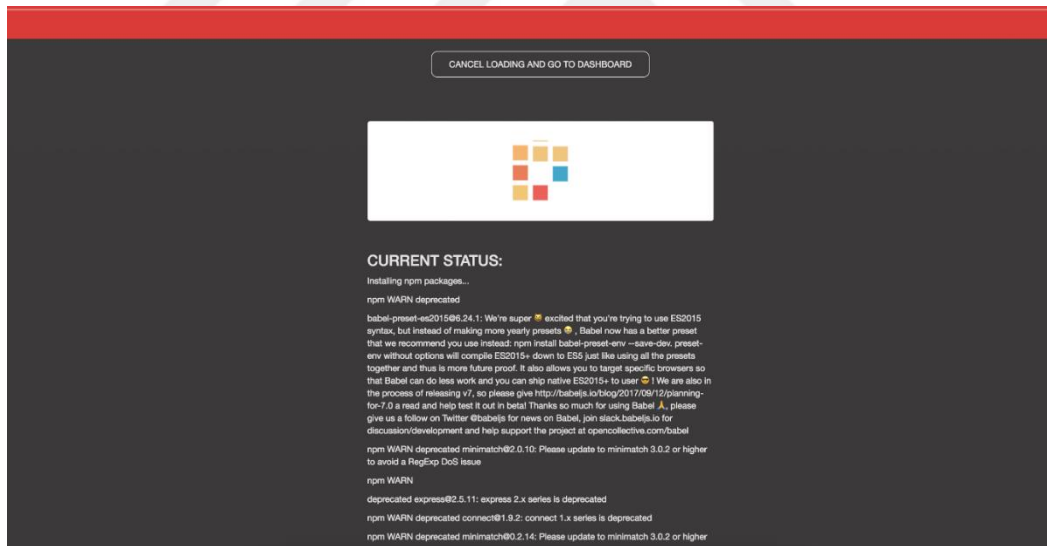 CANCEL LOADING AND GO TO DASHBOARD
CURRENT STATUS:
Installing npm packages...
npm WARN deprecated
babel-preset-es2015@6.24.1: We're super 😸 excited that you're trying to use ES2015
syntax, but instead of making more yearly presets 😭 , Babel now has a better preset
that we recommend you use instead: npm install babel-preset-env --save-dev. preset-
env without options will compile ES2015+ down to ES5 just like using all the presets
together and thus is more future proof. It also allows you to target specific browsers so
that Babel can do less work and you can ship native ES2015+ to user 😎 ! We are also in
the process of releasing v7, so please give http://babeljs.io/blog/2017/09/12/planning-
for-7.0 a read and help test it out in beta! Thanks so much for using Babel 🙏, please
give us a follow on Twitter @babeljs for news on Babel, join slack.babeljs.io for
discussion/development and help support the project at opencollective.com/babel
npm WARN deprecated minimatch@2.0.10: Please update to minimatch 3.0.2 or higher
to avoid a RegExp DoS issue
npm WARN
deprecated express@2.5.11: express 2.x series is deprecated
npm WARN deprecated connect@1.9.2: connect 1.x series is deprecated
npm WARN deprecated minimatch@0.2.14: Please update to minimatch 3.0.2 or higher